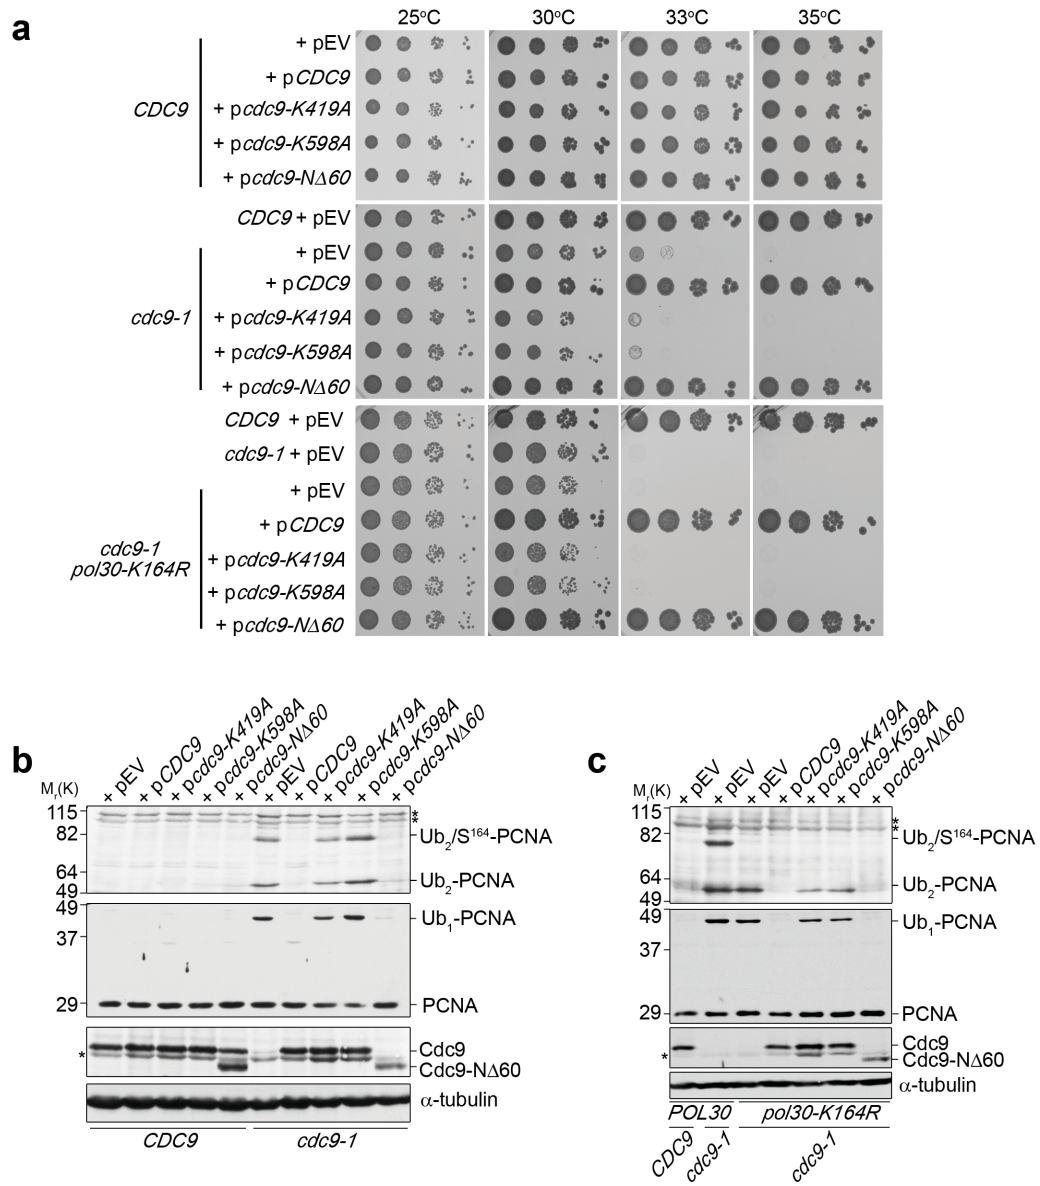 a
25°C 30°C 33°C 35°C
+ pEV
+ pCDC9
CDC9
+ pcdc9-K419A
+ pcdc9-K598A
+ pcdc9-NΔ60
CDC9 + pEV
+ pEV
+ pCDC9
cdc9-1
+ pcdc9-K419A
+ pcdc9-K598A
+ pcdc9-NΔ60
CDC9 + pEV
cdc9-1 + pEV
+ pEV
+ pCDC9
cdc9-1
pol30-K164R
+ pcdc9-K419A
+ pcdc9-K598A
+ pcdc9-NΔ60
b
Mr(K)
+ pEV
+ pCDC9
+ pcdc9-K419A
+ pcdc9-K598A
+ pcdc9-NΔ60
+ pEV
+ pCDC9
+ pcdc9-K419A
+ pcdc9-K598A
+ pcdc9-NΔ60
115
*
*
82
Ub2/S164-PCNA
64
Ub2-PCNA
49
49
Ub1-PCNA
37
29
PCNA
Cdc9
*
Cdc9-NΔ60
α-tubulin
CDC9 cdc9-1
c
Mr(K)
+ pEV
+ pEV
+ pEV
+ pCDC9
+ pcdc9-K419A
+ pcdc9-K598A
+ pcdc9-NΔ60
115
*
*
82
Ub2/S164-PCNA
64
Ub2-PCNA
49
49
Ub1-PCNA
37
29
PCNA
Cdc9
*
Cdc9-NΔ60
α-tubulin
POL30 pol30-K164R
CDC9 cdc9-1 cdc9-1